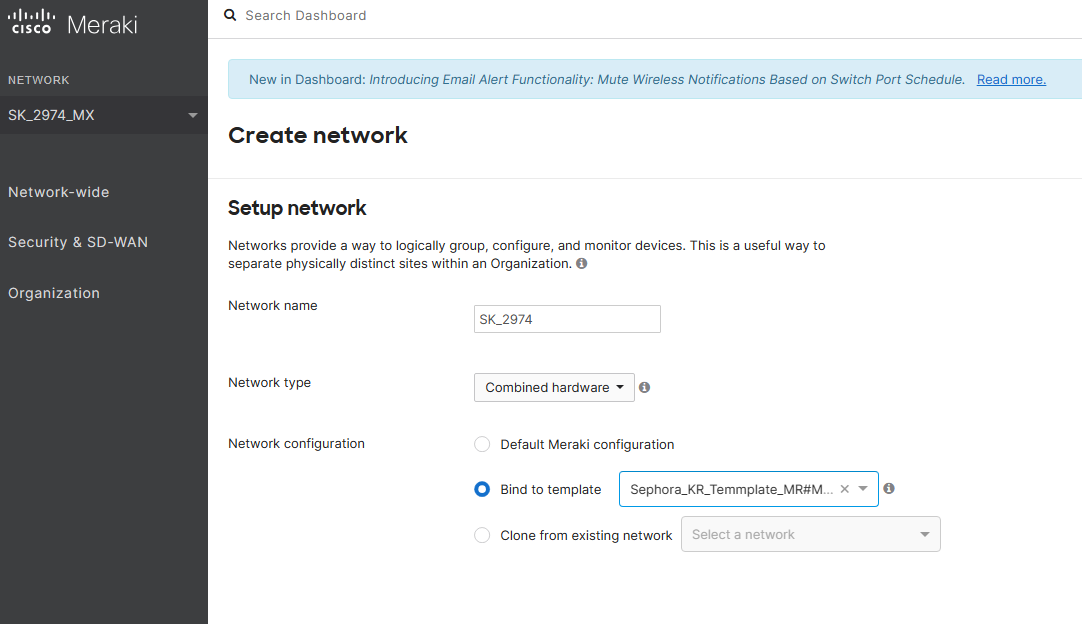 CISCO Meraki
Search Dashboard
NETWORK
SK_2974_MX
Network-wide
Security & SD-WAN
Organization
New in Dashboard: Introducing Email Alert Functionality: Mute Wireless Notifications Based on Switch Port Schedule. Read more.
Create network
Setup network
Networks provide a way to logically group, configure, and monitor devices. This is a useful way to
separate physically distinct sites within an Organization.
Network name
SK_2974
Network type
Combined hardware
Network configuration
Default Meraki configuration
Bind to template
Sephora_KR_Temmplate_MR#M...
Clone from existing network
Select a network